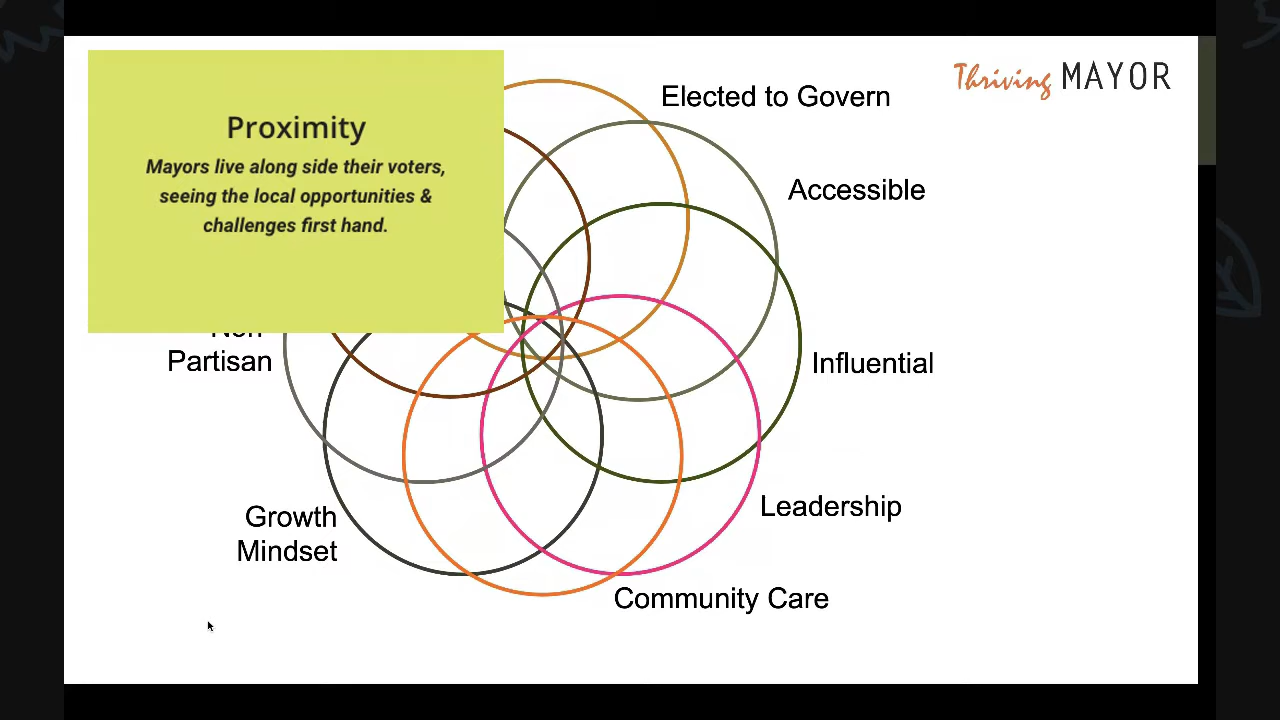 Thriving MAYOR
Proximity
Mayors live along side their voters,
seeing the local opportunities &
challenges first hand.
Elected to Govern
Accessible
Non
Partisan
Influential
Growth
Mindset
Leadership
Community Care